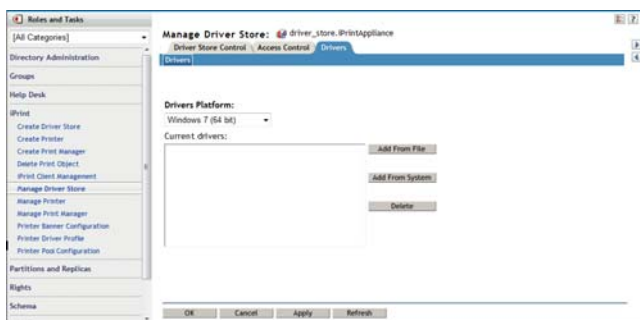 Roles and Tasks
[All Categories]
Directory Administration
Groups
Help Desk
iPrint
Create Driver Store
Create Printer
Create Print Manager
Delete Print Object
iPrint Client Management
Manage Driver Store
Manage Printer
Manage Print Manager
Printer Banner Configuration
Printer Driver Profile
Printer Pool Configuration
Partitions and Replicas
Rights
Schema
Manage Driver Store: driver_store.iPrintAppliance
Driver Store Control Access Control Drivers
Drivers
Drivers Platform:
Windows 7 (64 bit)
Current drivers:
Add From File
Add From System
Delete
OK Cancel Apply Refresh